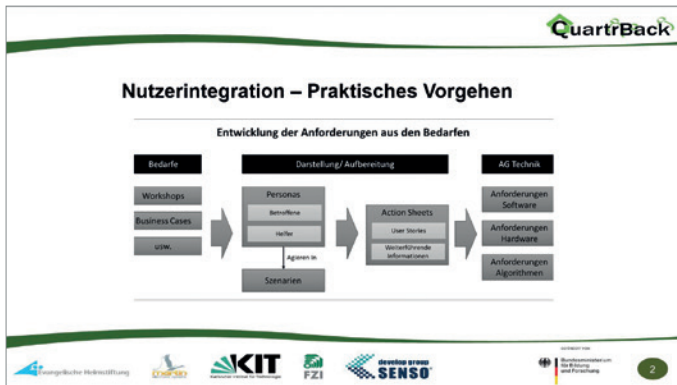 QuartrBack
Nutzerintegration – Praktisches Vorgehen
Entwicklung der Anforderungen aus den Bedarfen
Bedarfe
Workshops
Business Cases
usw.
Darstellung/ Aufbereitung
Personas
Betroffene
Helfer
Agieren in
Szenarien
Action Sheets
User Stories
Weiterführende
Informationen
AG Technik
Anforderungen
Software
Anforderungen
Hardware
Anforderungen
Algorithmen
Evangelische Heimstiftung
KIT
FZI
develop group
SENSO
GEFÖRDERT VOM
Bundesministerium
für Bildung
und Forschung
2